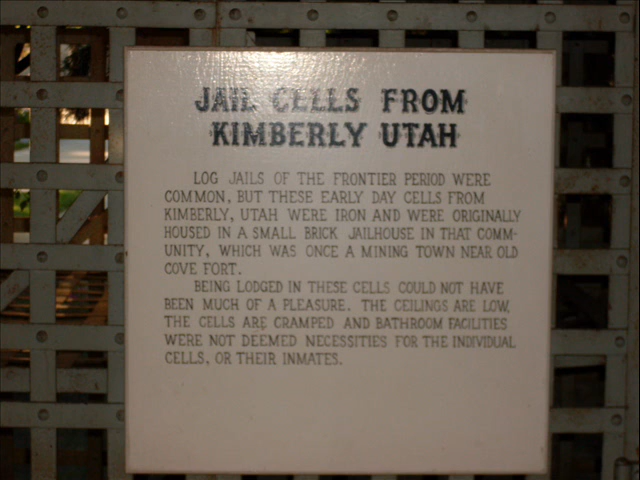 JAIL CELLS FROM
KIMBERLY UTAH
LOG JAILS OF THE FRONTIER PERIOD WERE
COMMON, BUT THESE EARLY DAY CELLS FROM
KIMBERLY, UTAH WERE IRON AND WERE ORIGINALLY
HOUSED IN A SMALL BRICK JAILHOUSE IN THAT COMM-
UNITY, WHICH WAS ONCE A MINING TOWN NEAR OLD
COVE FORT.
BEING LODGED IN THESE CELLS COULD NOT HAVE
BEEN MUCH OF A PLEASURE. THE CEILINGS ARE LOW,
THE CELLS ARE CRAMPED AND BATHROOM FACILITIES
WERE NOT DEEMED NECESSITIES FOR THE INDIVIDUAL
CELLS, OR THEIR INMATES.